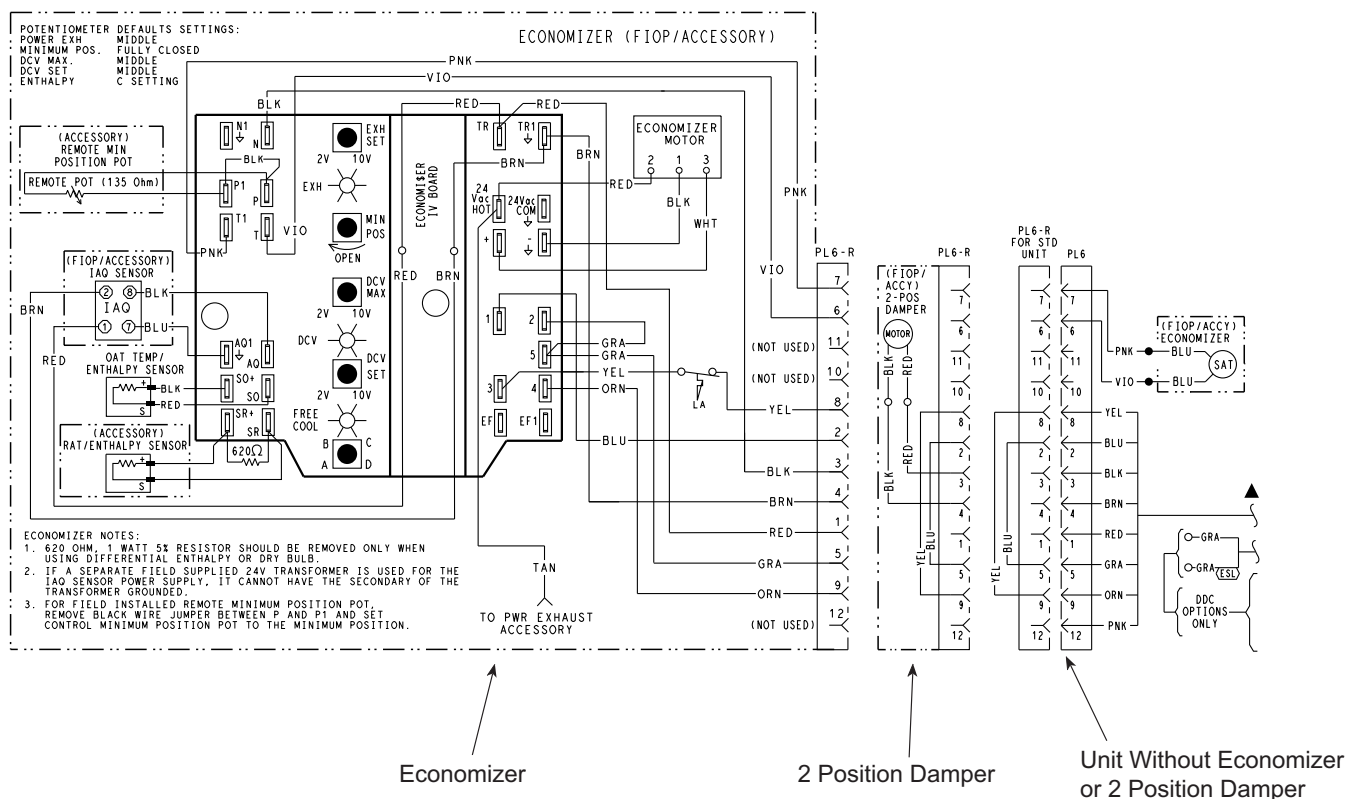 POTENTIOMETER DEFAULTS SETTINGS:
POWER EXH MIDDLE
MINIMUM POS. FULLY CLOSED
DCV MAX. MIDDLE
DCV SET MIDDLE
ENTHALPY C SETTING
ECONOMIZER (FIOP/ACCESSORY)
PNK
VIO
BLK
RED
RED
(ACCESSORY)
REMOTE MIN
POSITION POT
REMOTE POT (135 Ohm)
N1
N
BLK
P1
P
T1
T
PNK
VIO
EXH
SET
2V 10V
EXH
MIN
POS
OPEN
DCV
MAX
2V 10V
DCV
DCV
SET
2V 10V
FREE
COOL
B C
A D
ECONOMI$ER
IV BOARD
RED
BRN
TR
TR1
BRN
BRN
24
Vac
HOT
24Vac
COM
+
-
1
2
5
3
4
EF
EF1
RED
BLK
WHT
ECONOMIZER
MOTOR
2 1 3
PNK
VIO
GRA
GRA
YEL
ORN
LA
BLU
(FIOP/ACCESSORY)
IAQ SENSOR
2 8
IAQ
1 7
BLK
BLU
BRN
RED
AQ1
AQ
SO+
SO
SR+
SR
620Ω
OAT TEMP/
ENTHALPY SENSOR
+
S
BLK
RED
(ACCESSORY)
RAT/ENTHALPY SENSOR
+
S
ECONOMIZER NOTES:
1. 620 OHM, 1 WATT 5% RESISTOR SHOULD BE REMOVED ONLY WHEN
USING DIFFERENTIAL ENTHALPY OR DRY BULB.
2. IF A SEPARATE FIELD SUPPLIED 24V TRANSFORMER IS USED FOR THE
IAQ SENSOR POWER SUPPLY, IT CANNOT HAVE THE SECONDARY OF THE
TRANSFORMER GROUNDED.
3. FOR FIELD INSTALLED REMOTE MINIMUM POSITION POT,
REMOVE BLACK WIRE JUMPER BETWEEN P AND P1 AND SET
CONTROL MINIMUM POSITION POT TO THE MINIMUM POSITION.
TAN
TO PWR EXHAUST
ACCESSORY
PL6-R
7
6
(NOT USED) 11
(NOT USED) 10
YEL 8
2
BLK 3
BRN 4
RED 1
GRA 5
ORN 9
(NOT USED) 12
(FIOP/
ACCY)
2-POS
DAMPER
MOTOR
BLK
RED
RED
BLK
YEL
BLU
PL6-R
7
6
11
10
8
2
3
4
1
5
9
12
PL6-R
FOR STD
UNIT
7
6
11
10
8
2
3
4
1
5
9
12
YEL
BLU
PL6
7
6
11
10
YEL 8
BLU 2
BLK 3
BRN 4
RED 1
GRA 5
ORN 9
PNK 12
(FIOP/ACCY)
ECONOMIZER
PNK BLU
VIO BLU
SAT
GRA
GRA
ESL
DDC
OPTIONS
ONLY
Economizer
2 Position Damper
Unit Without Economizer
or 2 Position Damper